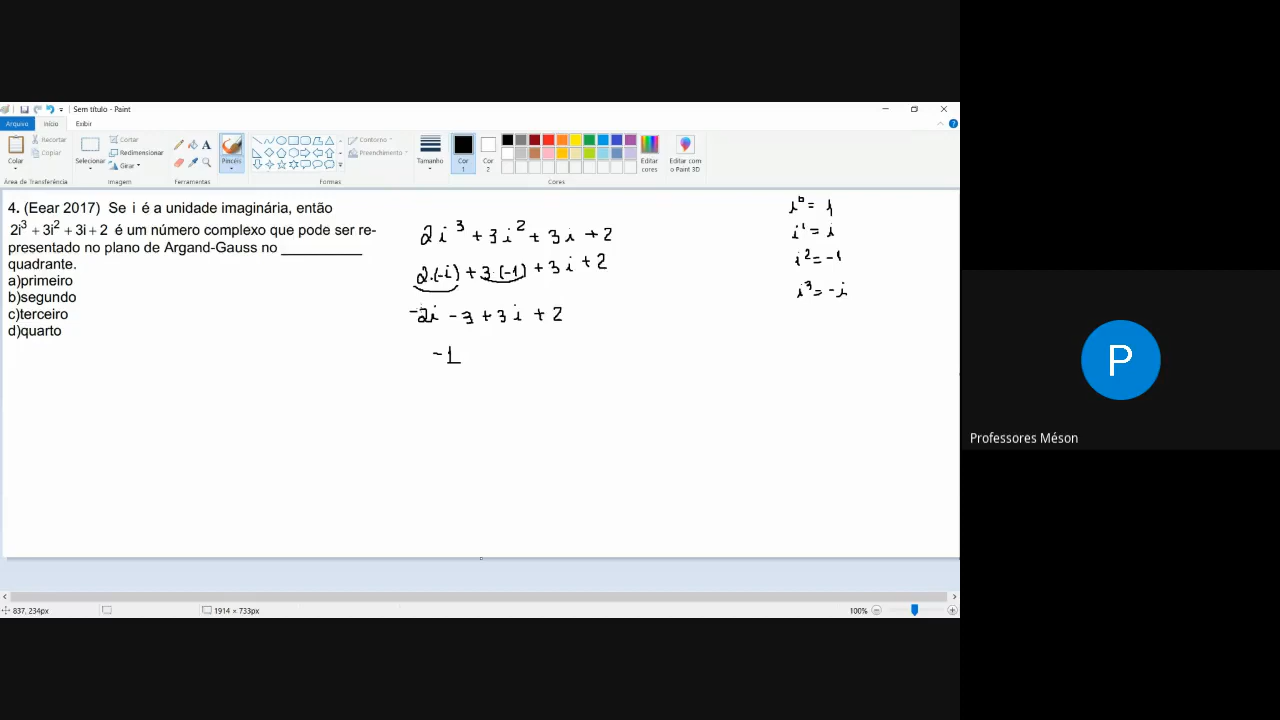 Sem título - Paint
Arquivo Início Exibir
Colar
Recortar
Copiar
Área de Transferência
Selecionar
Cortar
Redimensionar
Girar
Imagem
A
Ferramentas
Pincéis
Contorno
Preenchimento
Formas
Tamanho
Cor 1
Cor 2
Editar cores
Editar com o Paint 3D
Cores
4. (Eear 2017) Se i é a unidade imaginária, então
2i³ + 3i² + 3i + 2 é um número complexo que pode ser re-
presentado no plano de Argand-Gauss no ___________
quadrante.
a)primeiro
b)segundo
c)terceiro
d)quarto
2i³ + 3i² + 3i + 2
2.(-i) + 3.(-1) + 3i + 2
-2i - 3 + 3i + 2
-1
i⁰ = 1
i¹ = i
i² = -1
i³ = -i
837, 234px
1914 × 733px
100%
P
Professores Méson